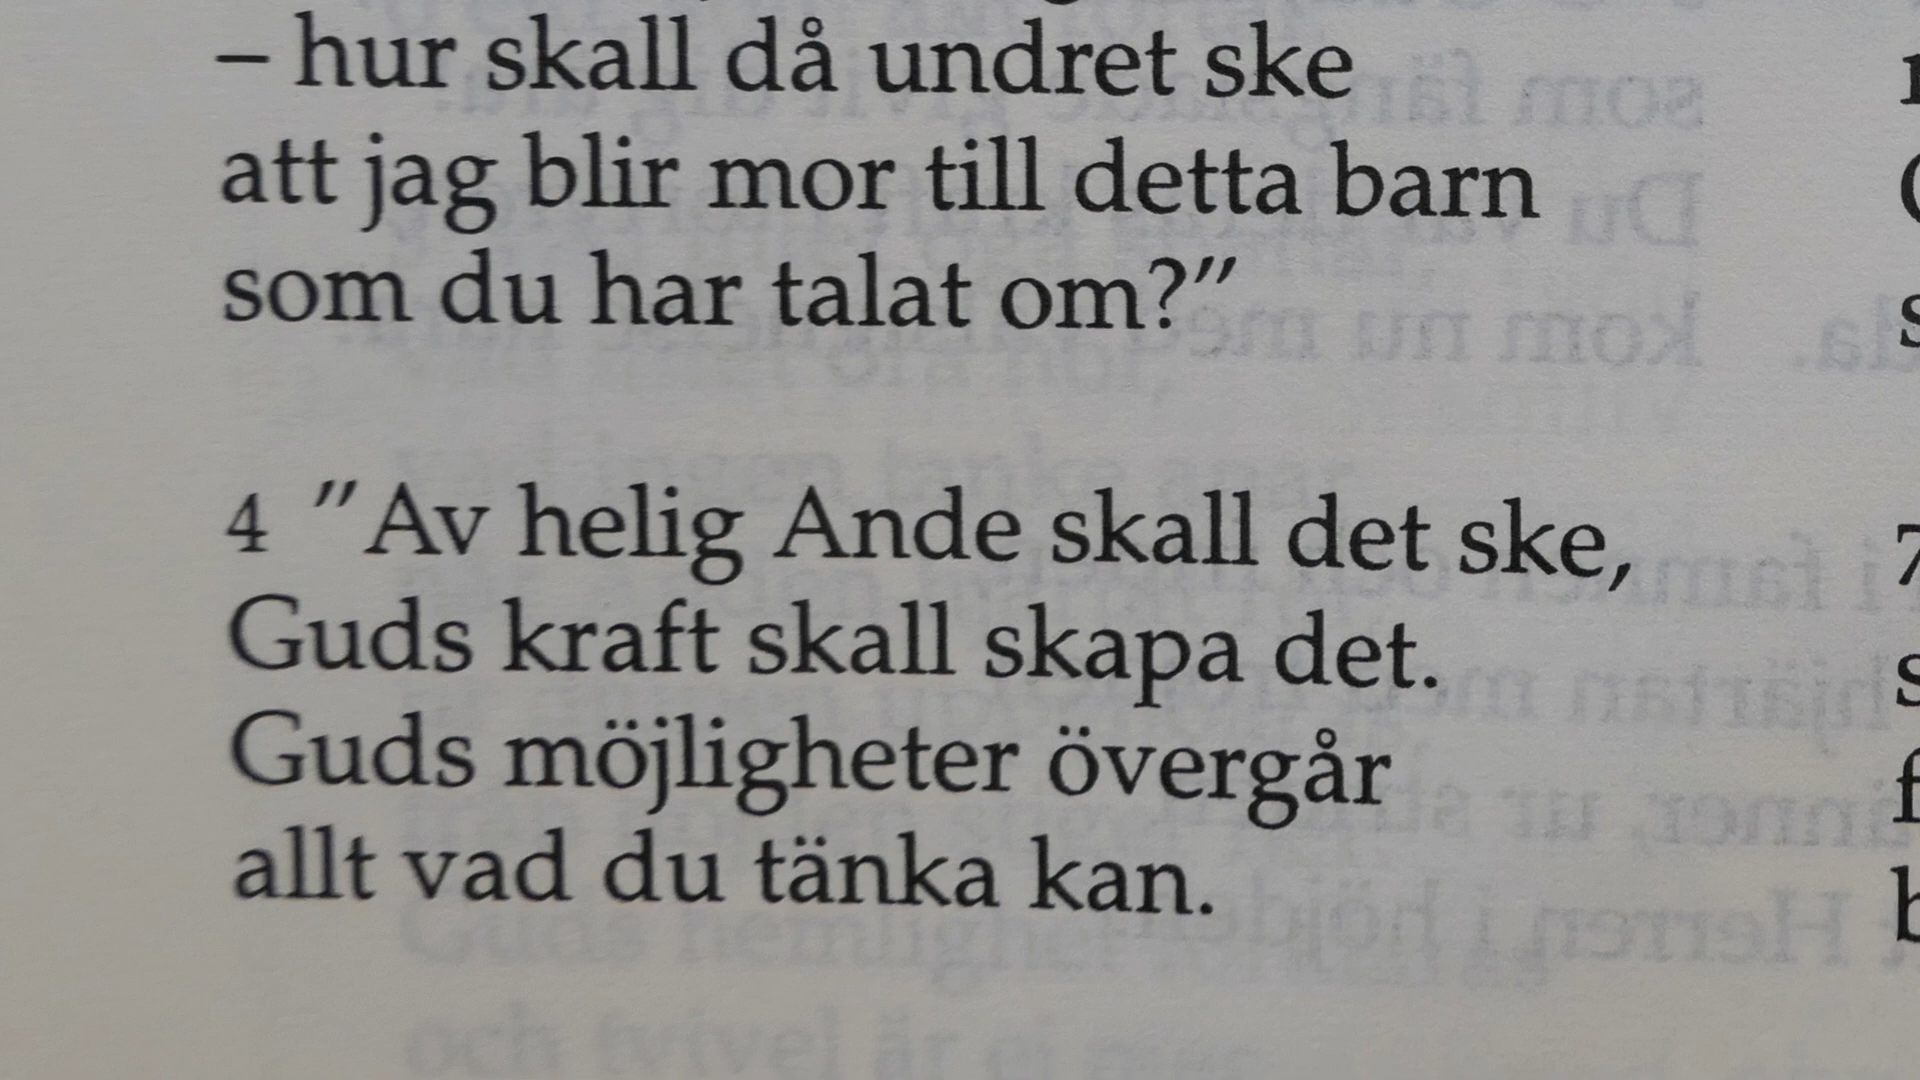 – hur skall då undret ske
att jag blir mor till detta barn
som du har talat om?”
4 ”Av helig Ande skall det ske,
Guds kraft skall skapa det.
Guds möjligheter övergår
allt vad du tänka kan.